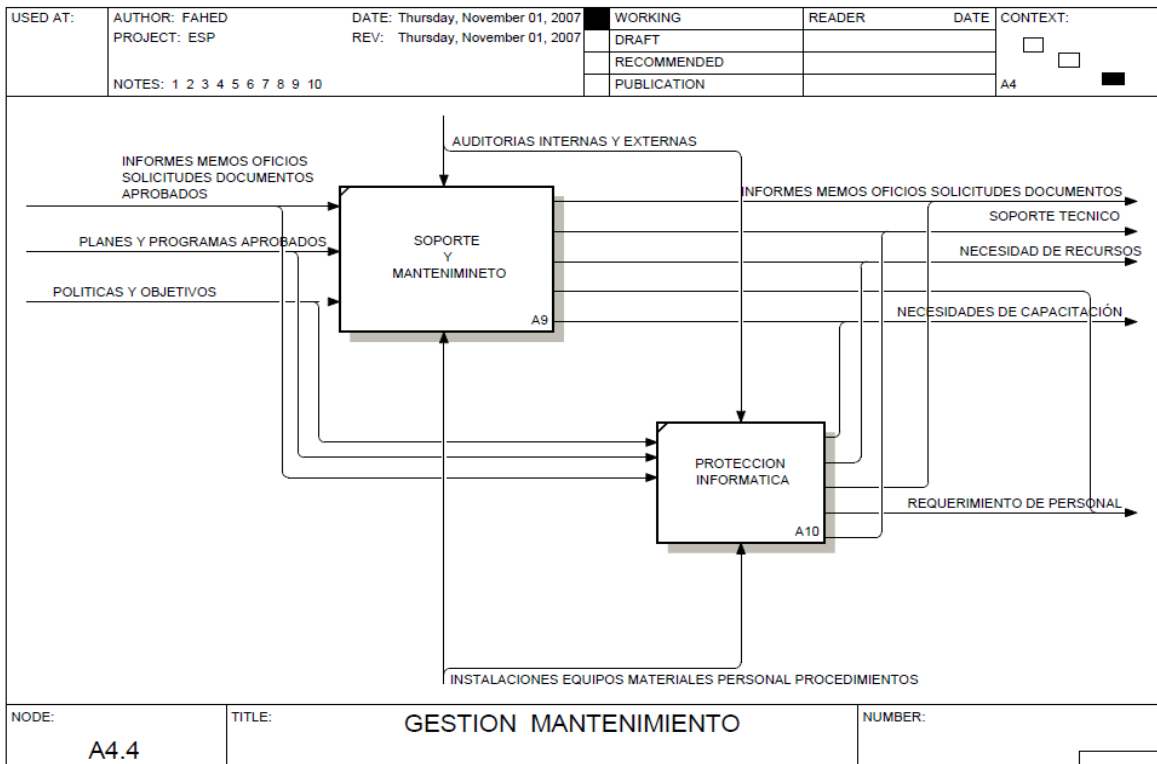 USED AT:
AUTHOR: FAHED
DATE: Thursday, November 01, 2007
PROJECT: ESP
REV: Thursday, November 01, 2007
NOTES: 1 2 3 4 5 6 7 8 9 10
WORKING
DRAFT
RECOMMENDED
PUBLICATION
READER DATE
CONTEXT:
A4
AUDITORIAS INTERNAS Y EXTERNAS
INFORMES MEMOS OFICIOS
SOLICITUDES DOCUMENTOS
APROBADOS
PLANES Y PROGRAMAS APROBADOS
POLITICAS Y OBJETIVOS
SOPORTE
Y
MANTENIMINETO
A9
INFORMES MEMOS OFICIOS SOLICITUDES DOCUMENTOS
SOPORTE TECNICO
NECESIDAD DE RECURSOS
NECESIDADES DE CAPACITACIÓN
PROTECCION
INFORMATICA
A10
REQUERIMIENTO DE PERSONAL
INSTALACIONES EQUIPOS MATERIALES PERSONAL PROCEDIMIENTOS
NODE:
A4.4
TITLE:
GESTION MANTENIMIENTO
NUMBER: